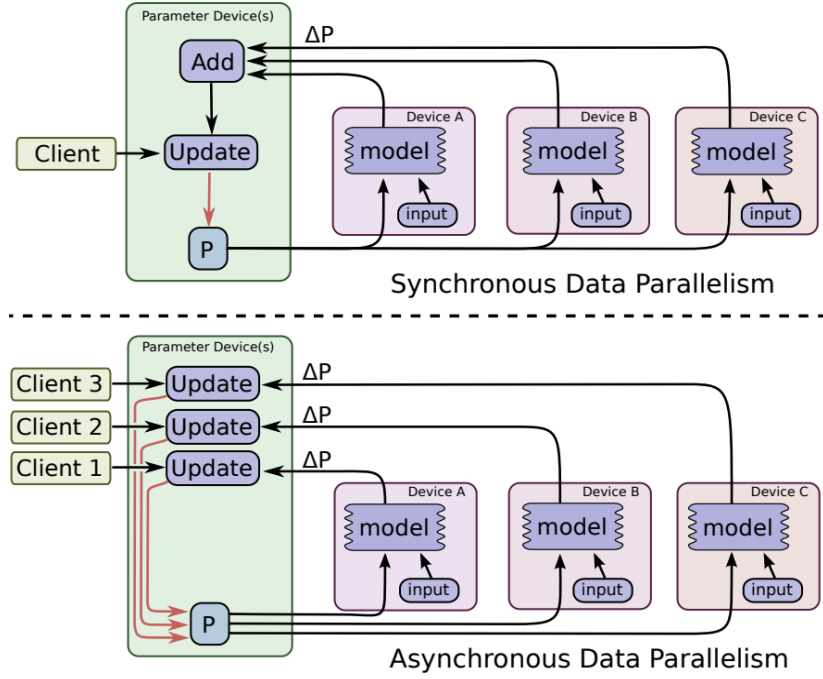 Parameter Device(s)
ΔP
Add
Device A
Device B
Device C
Client
Update
model
model
model
input
input
input
P
Synchronous Data Parallelism
Parameter Device(s)
Client 3
Update
ΔP
Client 2
Update
ΔP
Client 1
Update
ΔP
Device A
Device B
Device C
model
model
model
input
input
input
P
Asynchronous Data Parallelism